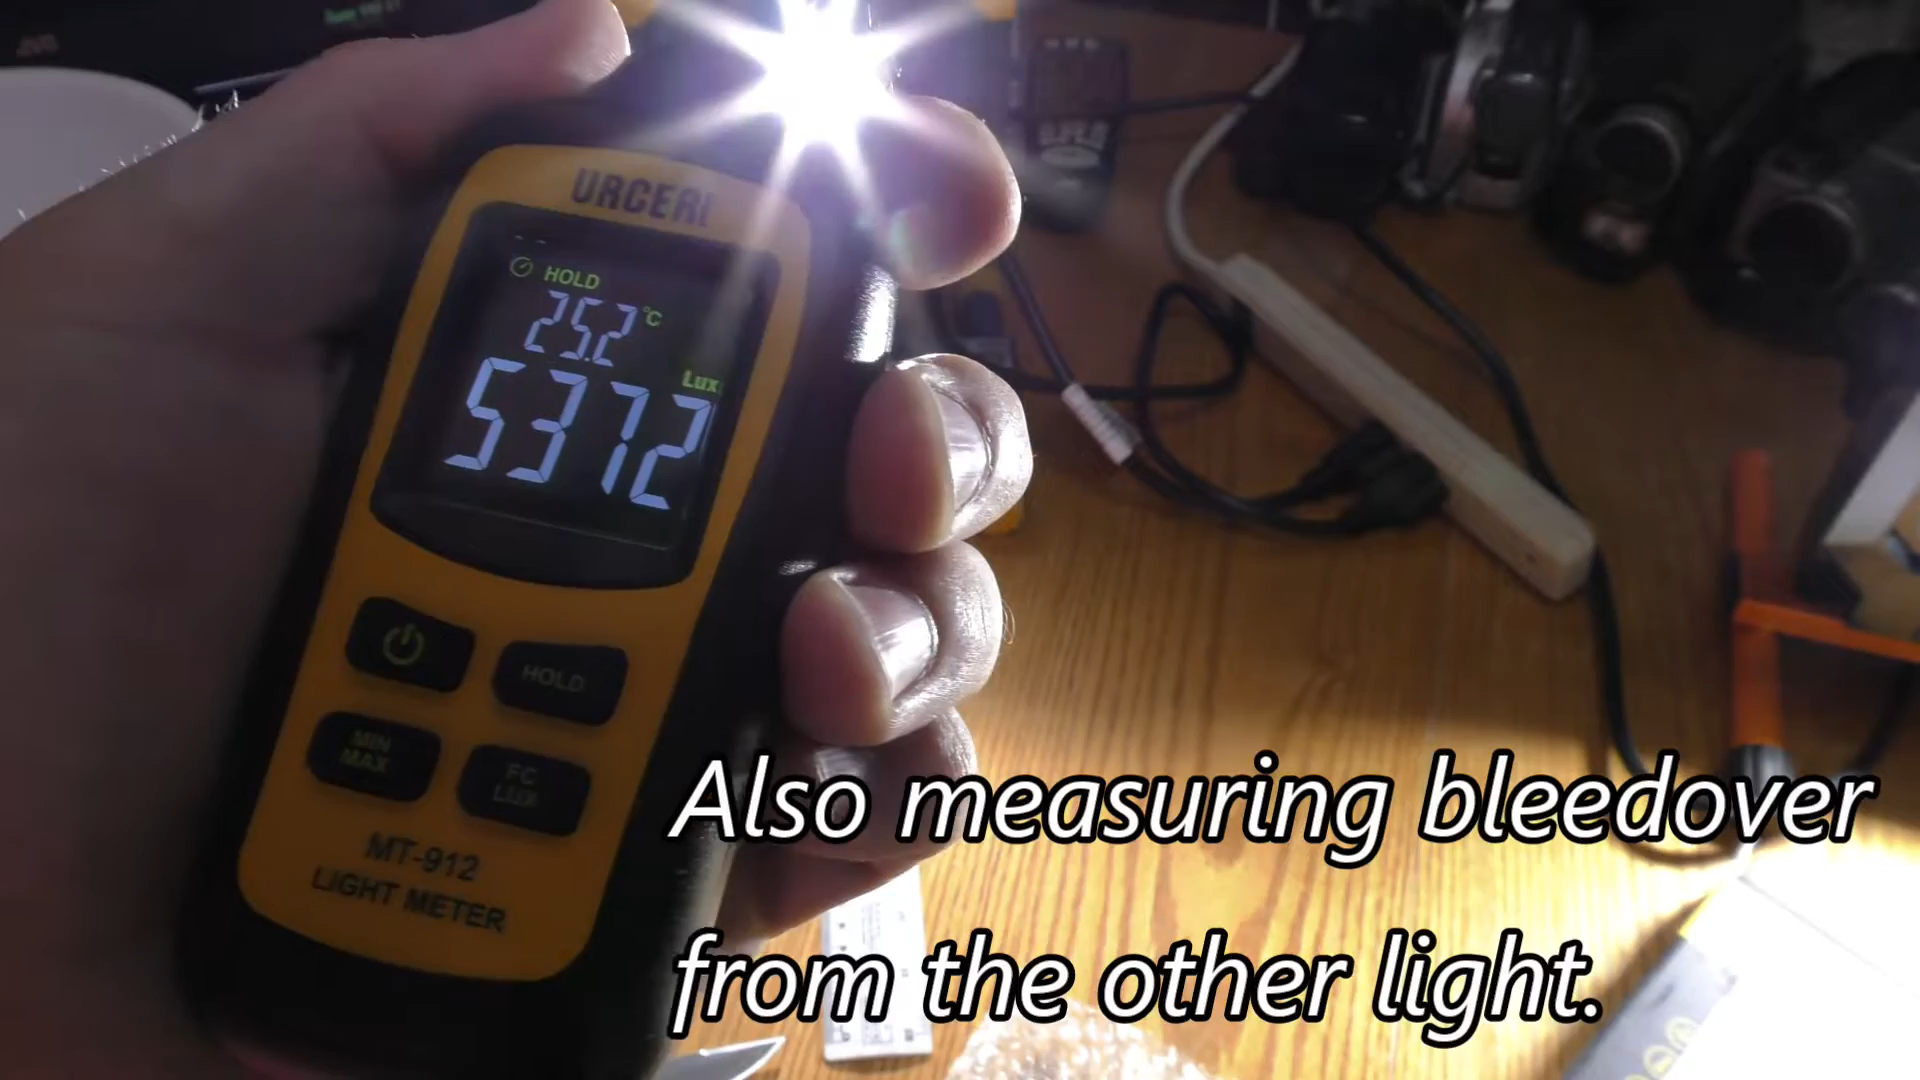 URCERI
HOLD
25.2 °C
Lux
5372
HOLD
MIN
MAX
FC
LUX
MT-912
LIGHT METER
Also measuring bleedover
from the other light.